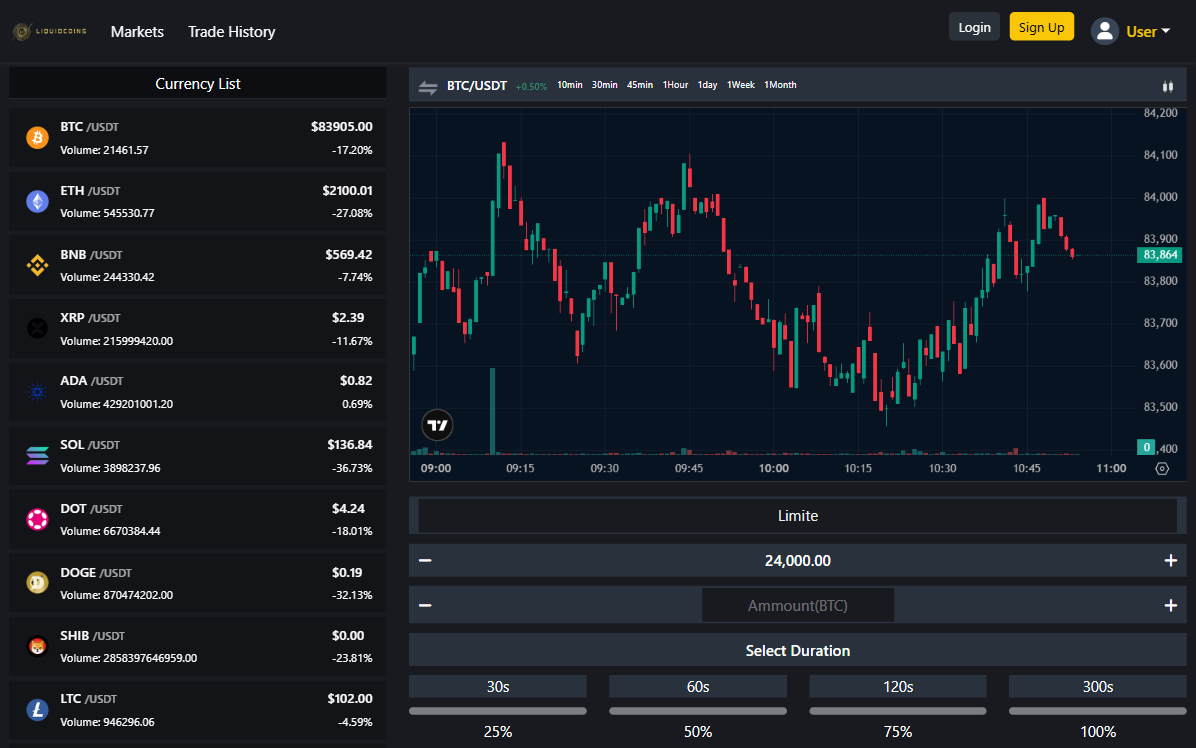 LIQUIDCOINS
Markets
Trade History
Login
Sign Up
User
Currency List
BTC /USDT
$83905.00
Volume: 21461.57
-17.20%
ETH /USDT
$2100.01
Volume: 545530.77
-27.08%
BNB /USDT
$569.42
Volume: 244330.42
-7.74%
XRP /USDT
$2.39
Volume: 215999420.00
-11.67%
ADA /USDT
$0.82
Volume: 429201001.20
0.69%
SOL /USDT
$136.84
Volume: 3898237.96
-36.73%
DOT /USDT
$4.24
Volume: 6670384.44
-18.01%
DOGE /USDT
$0.19
Volume: 870474202.00
-32.13%
SHIB /USDT
$0.00
Volume: 2858397646959.00
-23.81%
LTC /USDT
$102.00
Volume: 946296.06
-4.59%
BTC/USDT +0.50% 10min 30min 45min 1Hour 1day 1Week 1Month
84,200
84,100
84,000
83,900
83,864
83,800
83,700
83,600
83,500
0 ,400
09:00 09:15 09:30 09:45 10:00 10:15 10:30 10:45 11:00
Limite
24,000.00
Ammount(BTC)
Select Duration
30s 60s 120s 300s
25% 50% 75% 100%